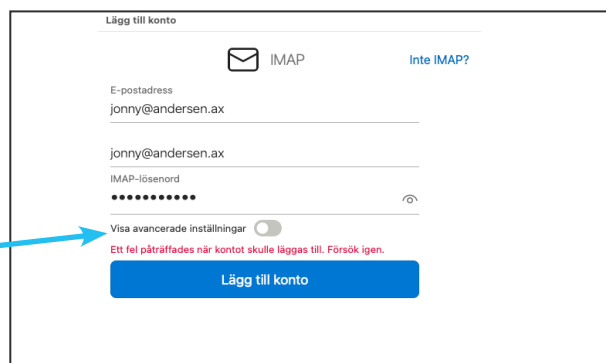 Lägg till konto
IMAP
Inte IMAP?
E-postadress
jonny@andersen.ax
jonny@andersen.ax
IMAP-lösenord
•••••••••••
Visa avancerade inställningar
Ett fel påträffades när kontot skulle läggas till. Försök igen.
Lägg till konto